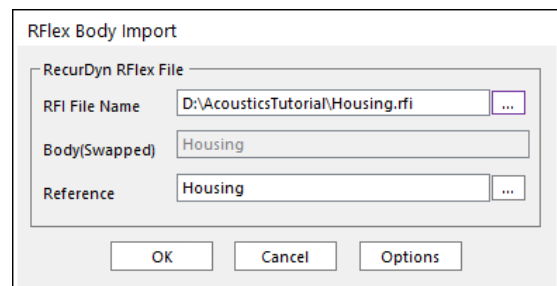 RFlex Body Import
RecurDyn RFlex File
RFI File Name D:\AcousticsTutorial\Housing.rfi ...
Body(Swapped) Housing
Reference Housing ...
OK Cancel Options